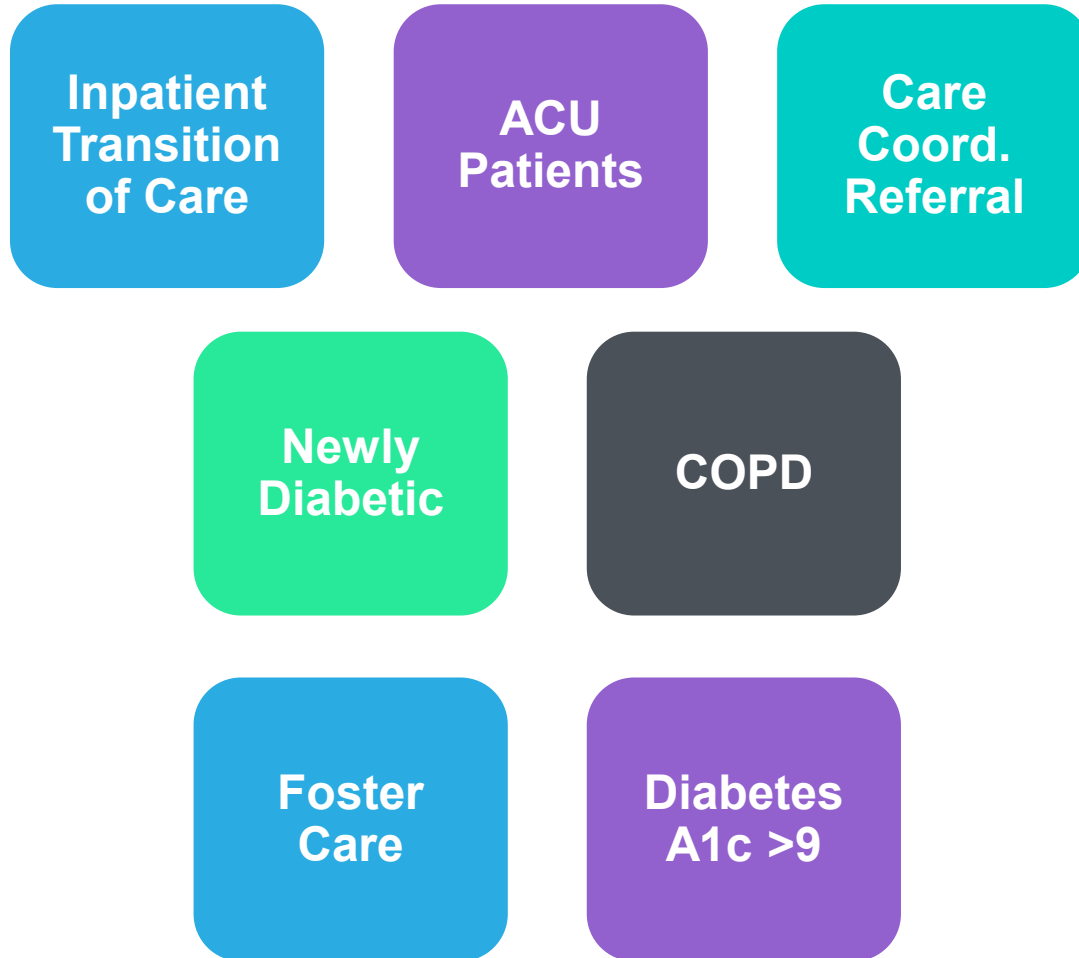 Inpatient
Transition
of Care
ACU
Patients
Care
Coord.
Referral
Newly
Diabetic
COPD
Foster
Care
Diabetes
A1c >9